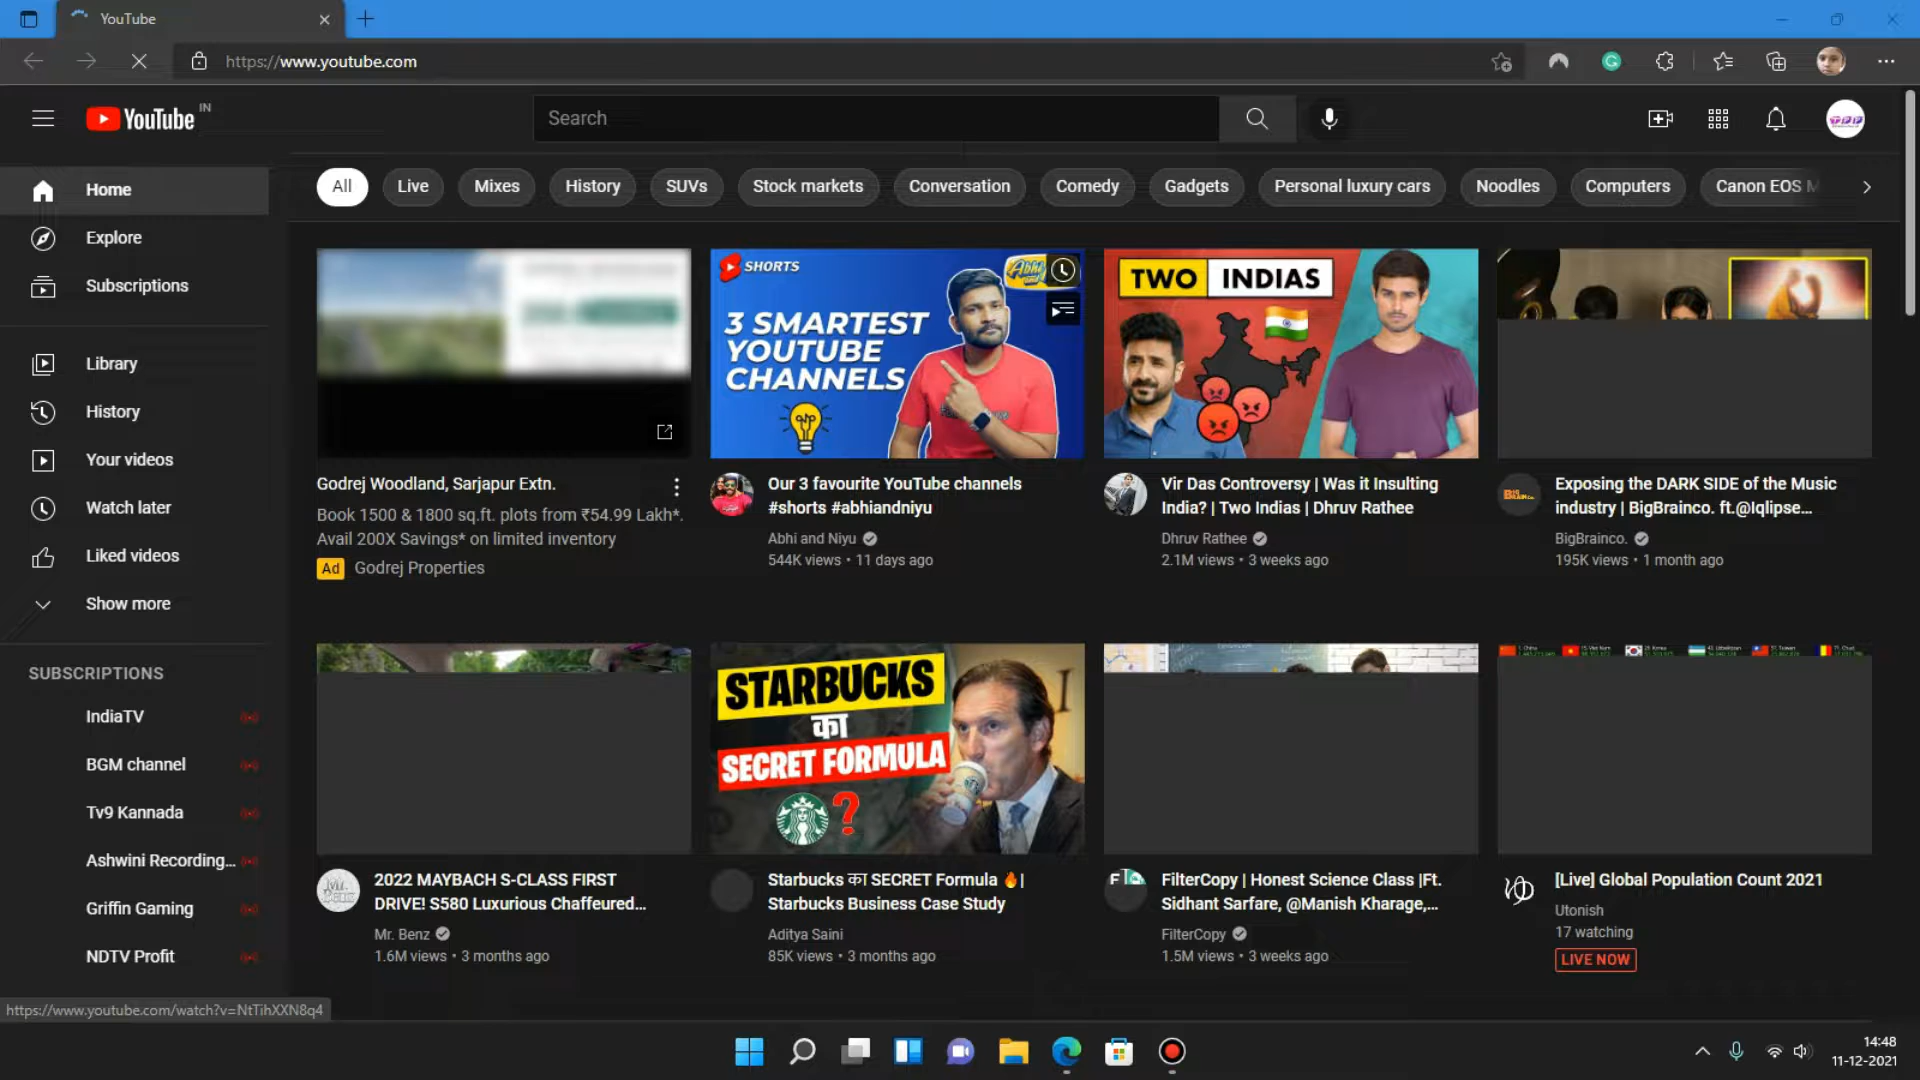 YouTube
https://www.youtube.com
YouTube IN
Search
Home
Explore
Subscriptions
Library
History
Your videos
Watch later
Liked videos
Show more
SUBSCRIPTIONS
IndiaTV
BGM channel
Tv9 Kannada
Ashwini Recording...
Griffin Gaming
NDTV Profit
All
Live
Mixes
History
SUVs
Stock markets
Conversation
Comedy
Gadgets
Personal luxury cars
Noodles
Computers
Canon EOS M
Godrej Woodland, Sarjapur Extn.
Book 1500 & 1800 sq.ft. plots from ₹54.99 Lakh*.
Avail 200X Savings* on limited inventory
Ad Godrej Properties
SHORTS
3 SMARTEST
YOUTUBE
CHANNELS
Our 3 favourite YouTube channels
#shorts #abhiandniyu
Abhi and Niyu
544K views • 11 days ago
TWO INDIAS
Vir Das Controversy | Was it Insulting
India? | Two Indias | Dhruv Rathee
Dhruv Rathee
2.1M views • 3 weeks ago
Exposing the DARK SIDE of the Music
industry | BigBrainco. ft.@Iqlipse...
BigBrainco.
195K views • 1 month ago
2022 MAYBACH S-CLASS FIRST
DRIVE! S580 Luxurious Chaffeured...
Mr. Benz
1.6M views • 3 months ago
STARBUCKS
का
SECRET FORMULA
?
Starbucks का SECRET Formula 🔥|
Starbucks Business Case Study
Aditya Saini
85K views • 3 months ago
FilterCopy | Honest Science Class |Ft.
Sidhant Sarfare, @Manish Kharage,...
FilterCopy
1.5M views • 3 weeks ago
[Live] Global Population Count 2021
Utonish
17 watching
LIVE NOW
https://www.youtube.com/watch?v=NtTihXXN8q4
14:48
11-12-2021